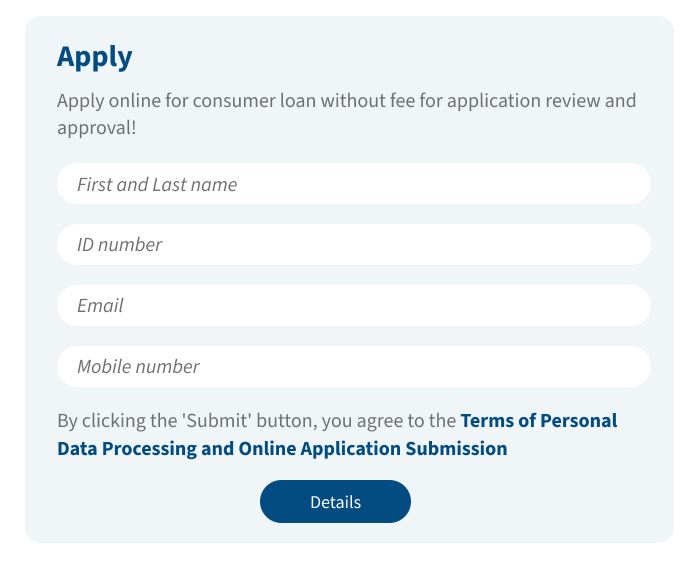 Apply
Apply online for consumer loan without fee for application review and
approval!
First and Last name
ID number
Email
Mobile number
By clicking the 'Submit' button, you agree to the Terms of Personal
Data Processing and Online Application Submission
Details